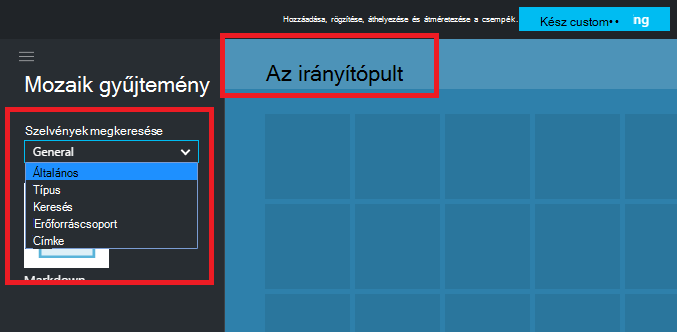 Hozzáadása, rögzítése, áthelyezése és átméretezése a csempék.
Kész custom•• ng
Mozaik gyűjtemény
Az irányítópult
Szelvények megkeresése
General
Általános
Típus
Keresés
Erőforráscsoport
Címke
Markdown